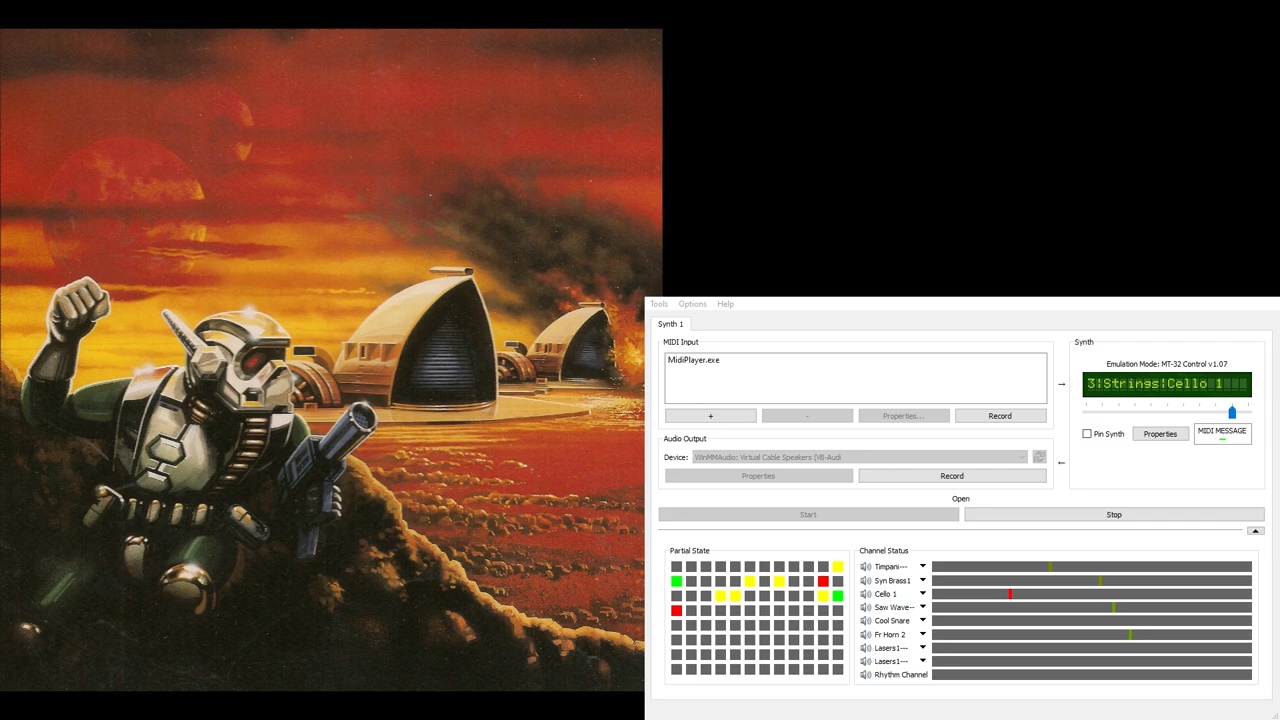 Tools Options Help
Synth 1
MIDI Input
MidiPlayer.exe
+ - Properties... Record
Audio Output
Device: WinMMAudio: Virtual Cable Speakers (VB-Audi
Properties Record
Synth
Emulation Mode: MT-32 Control v1.07
3|Strings|Cello 1
Pin Synth Properties MIDI MESSAGE
Open
Start Stop
Partial State
Channel Status
Timpani---
Syn Brass1
Cello 1
Saw Wave--
Cool Snare
Fr Horn 2
Lasers1---
Lasers1---
Rhythm Channel